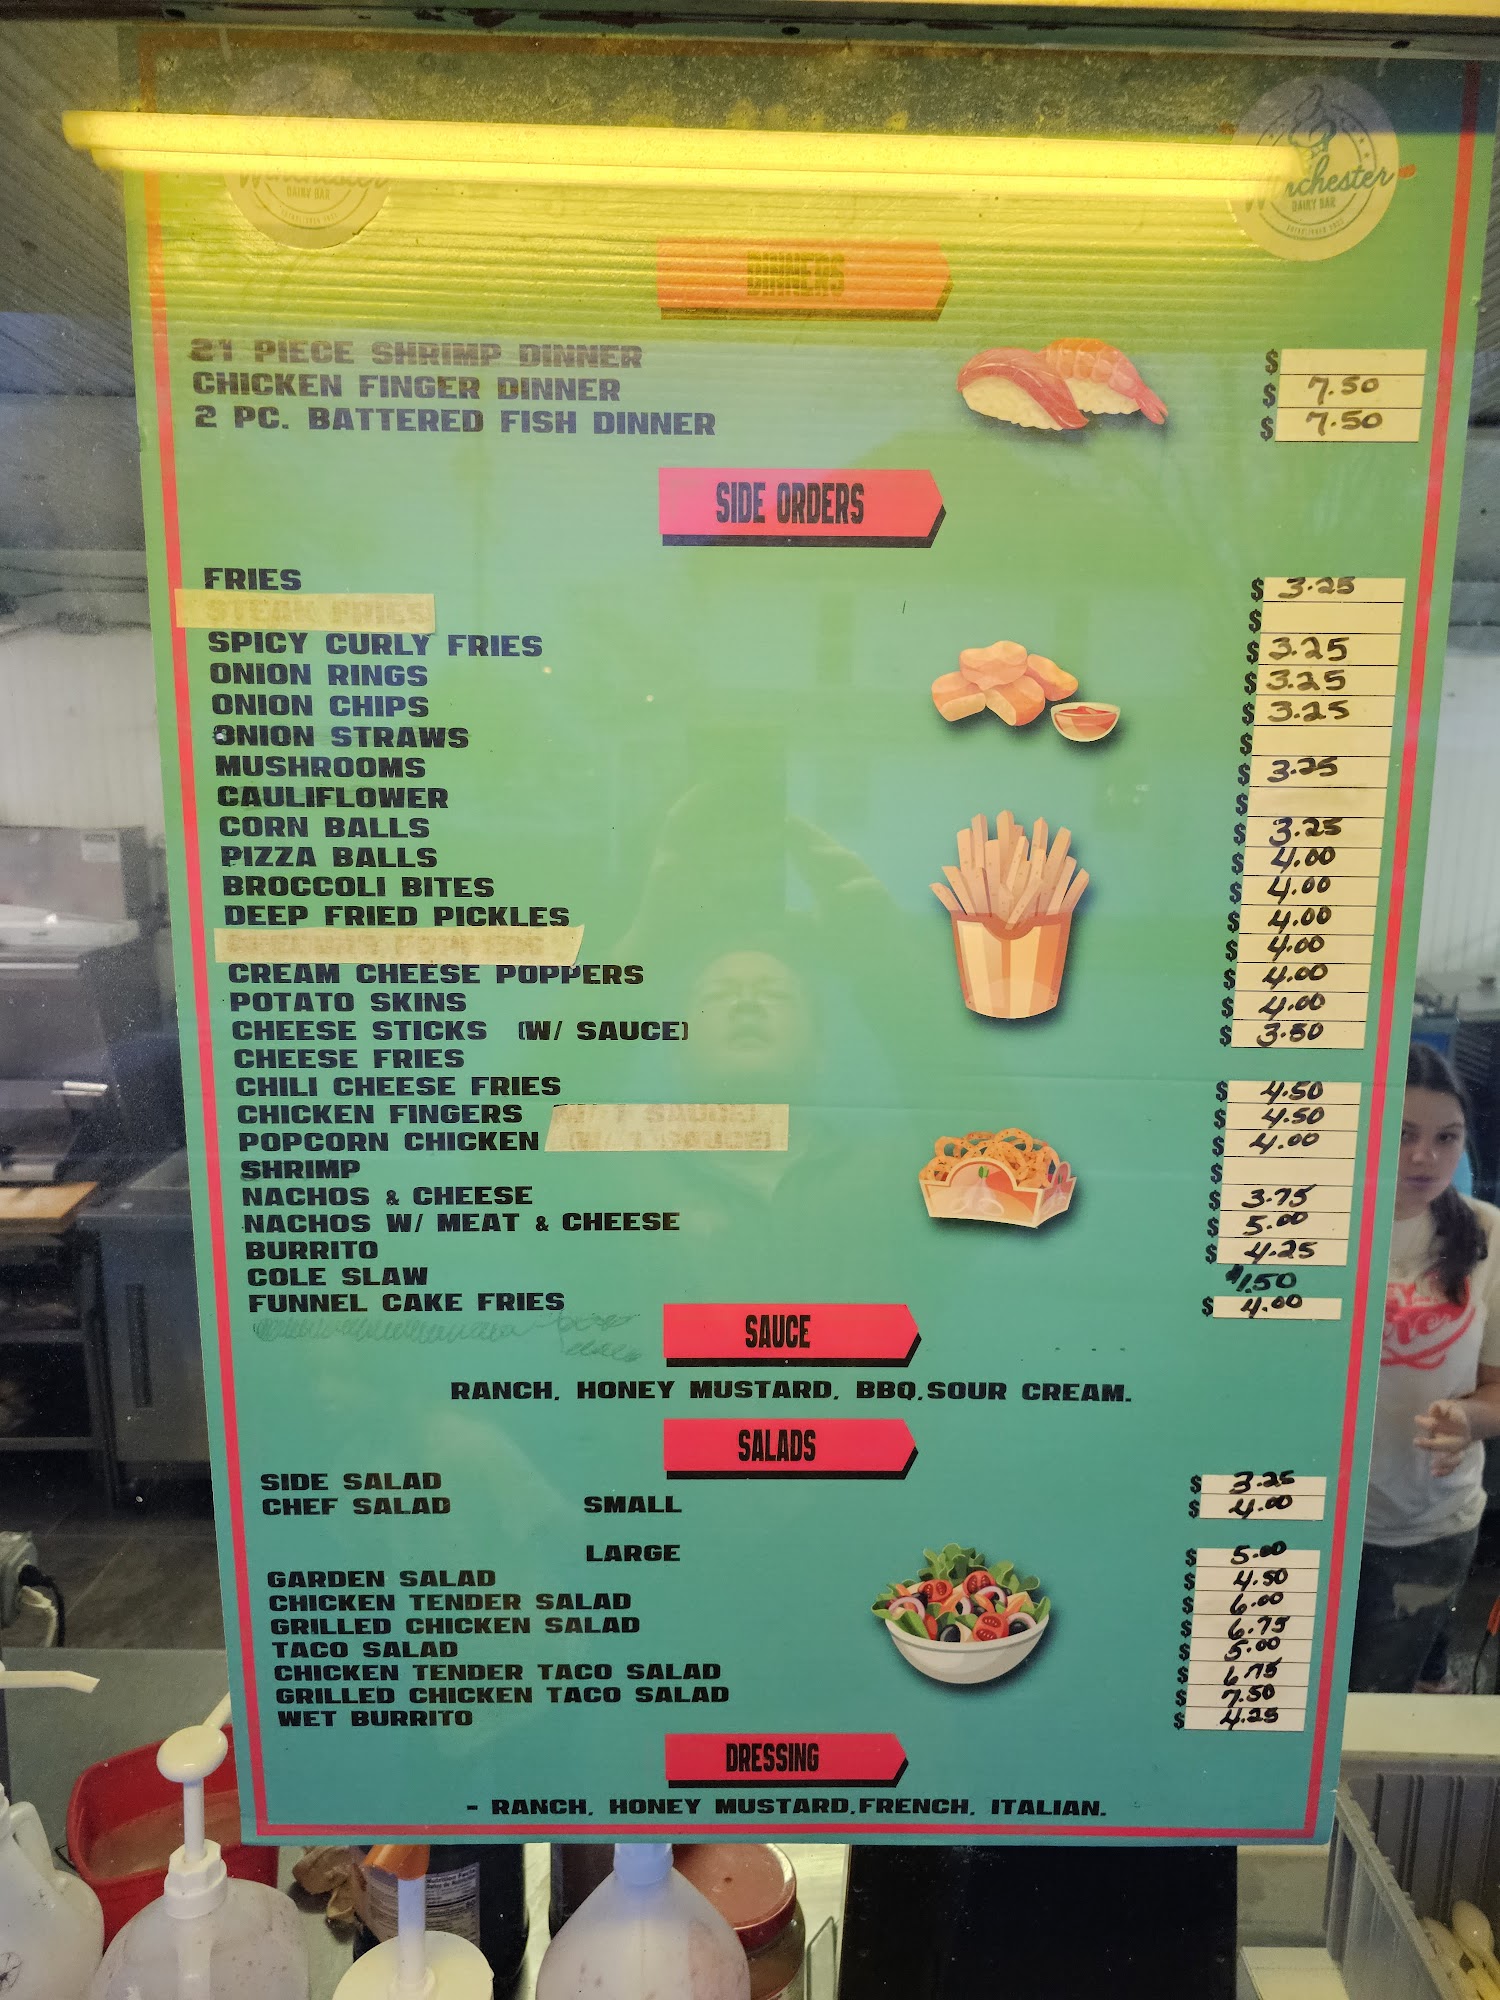 Winchester
DAIRY BAR
Winchester
DAIRY BAR
DINNERS
21 PIECE SHRIMP DINNER $
CHICKEN FINGER DINNER $ 7.50
2 PC. BATTERED FISH DINNER $ 7.50
SIDE ORDERS
FRIES $ 3.25
STEAK FRIES $
SPICY CURLY FRIES $ 3.25
ONION RINGS $ 3.25
ONION CHIPS $ 3.25
ONION STRAWS $
MUSHROOMS $ 3.25
CAULIFLOWER $
CORN BALLS $ 3.25
PIZZA BALLS $ 4.00
BROCCOLI BITES $ 4.00
DEEP FRIED PICKLES $ 4.00
$ 4.00
CREAM CHEESE POPPERS $ 4.00
POTATO SKINS $ 4.00
CHEESE STICKS (W/ SAUCE) $ 3.50
CHEESE FRIES
CHILI CHEESE FRIES $ 4.50
CHICKEN FINGERS $ 4.50
POPCORN CHICKEN $ 4.00
SHRIMP $
NACHOS & CHEESE $ 3.75
NACHOS W/ MEAT & CHEESE $ 5.00
BURRITO $ 4.25
COLE SLAW $1.50
FUNNEL CAKE FRIES $ 4.00
SAUCE
RANCH, HONEY MUSTARD, BBQ,SOUR CREAM.
SALADS
SIDE SALAD $ 3.25
CHEF SALAD SMALL $ 4.00
LARGE $ 5.00
GARDEN SALAD $ 4.50
CHICKEN TENDER SALAD $ 6.00
GRILLED CHICKEN SALAD $ 6.75
TACO SALAD $ 5.00
CHICKEN TENDER TACO SALAD $ 6.75
GRILLED CHICKEN TACO SALAD $ 7.50
WET BURRITO $ 4.25
DRESSING
- RANCH, HONEY MUSTARD,FRENCH, ITALIAN.